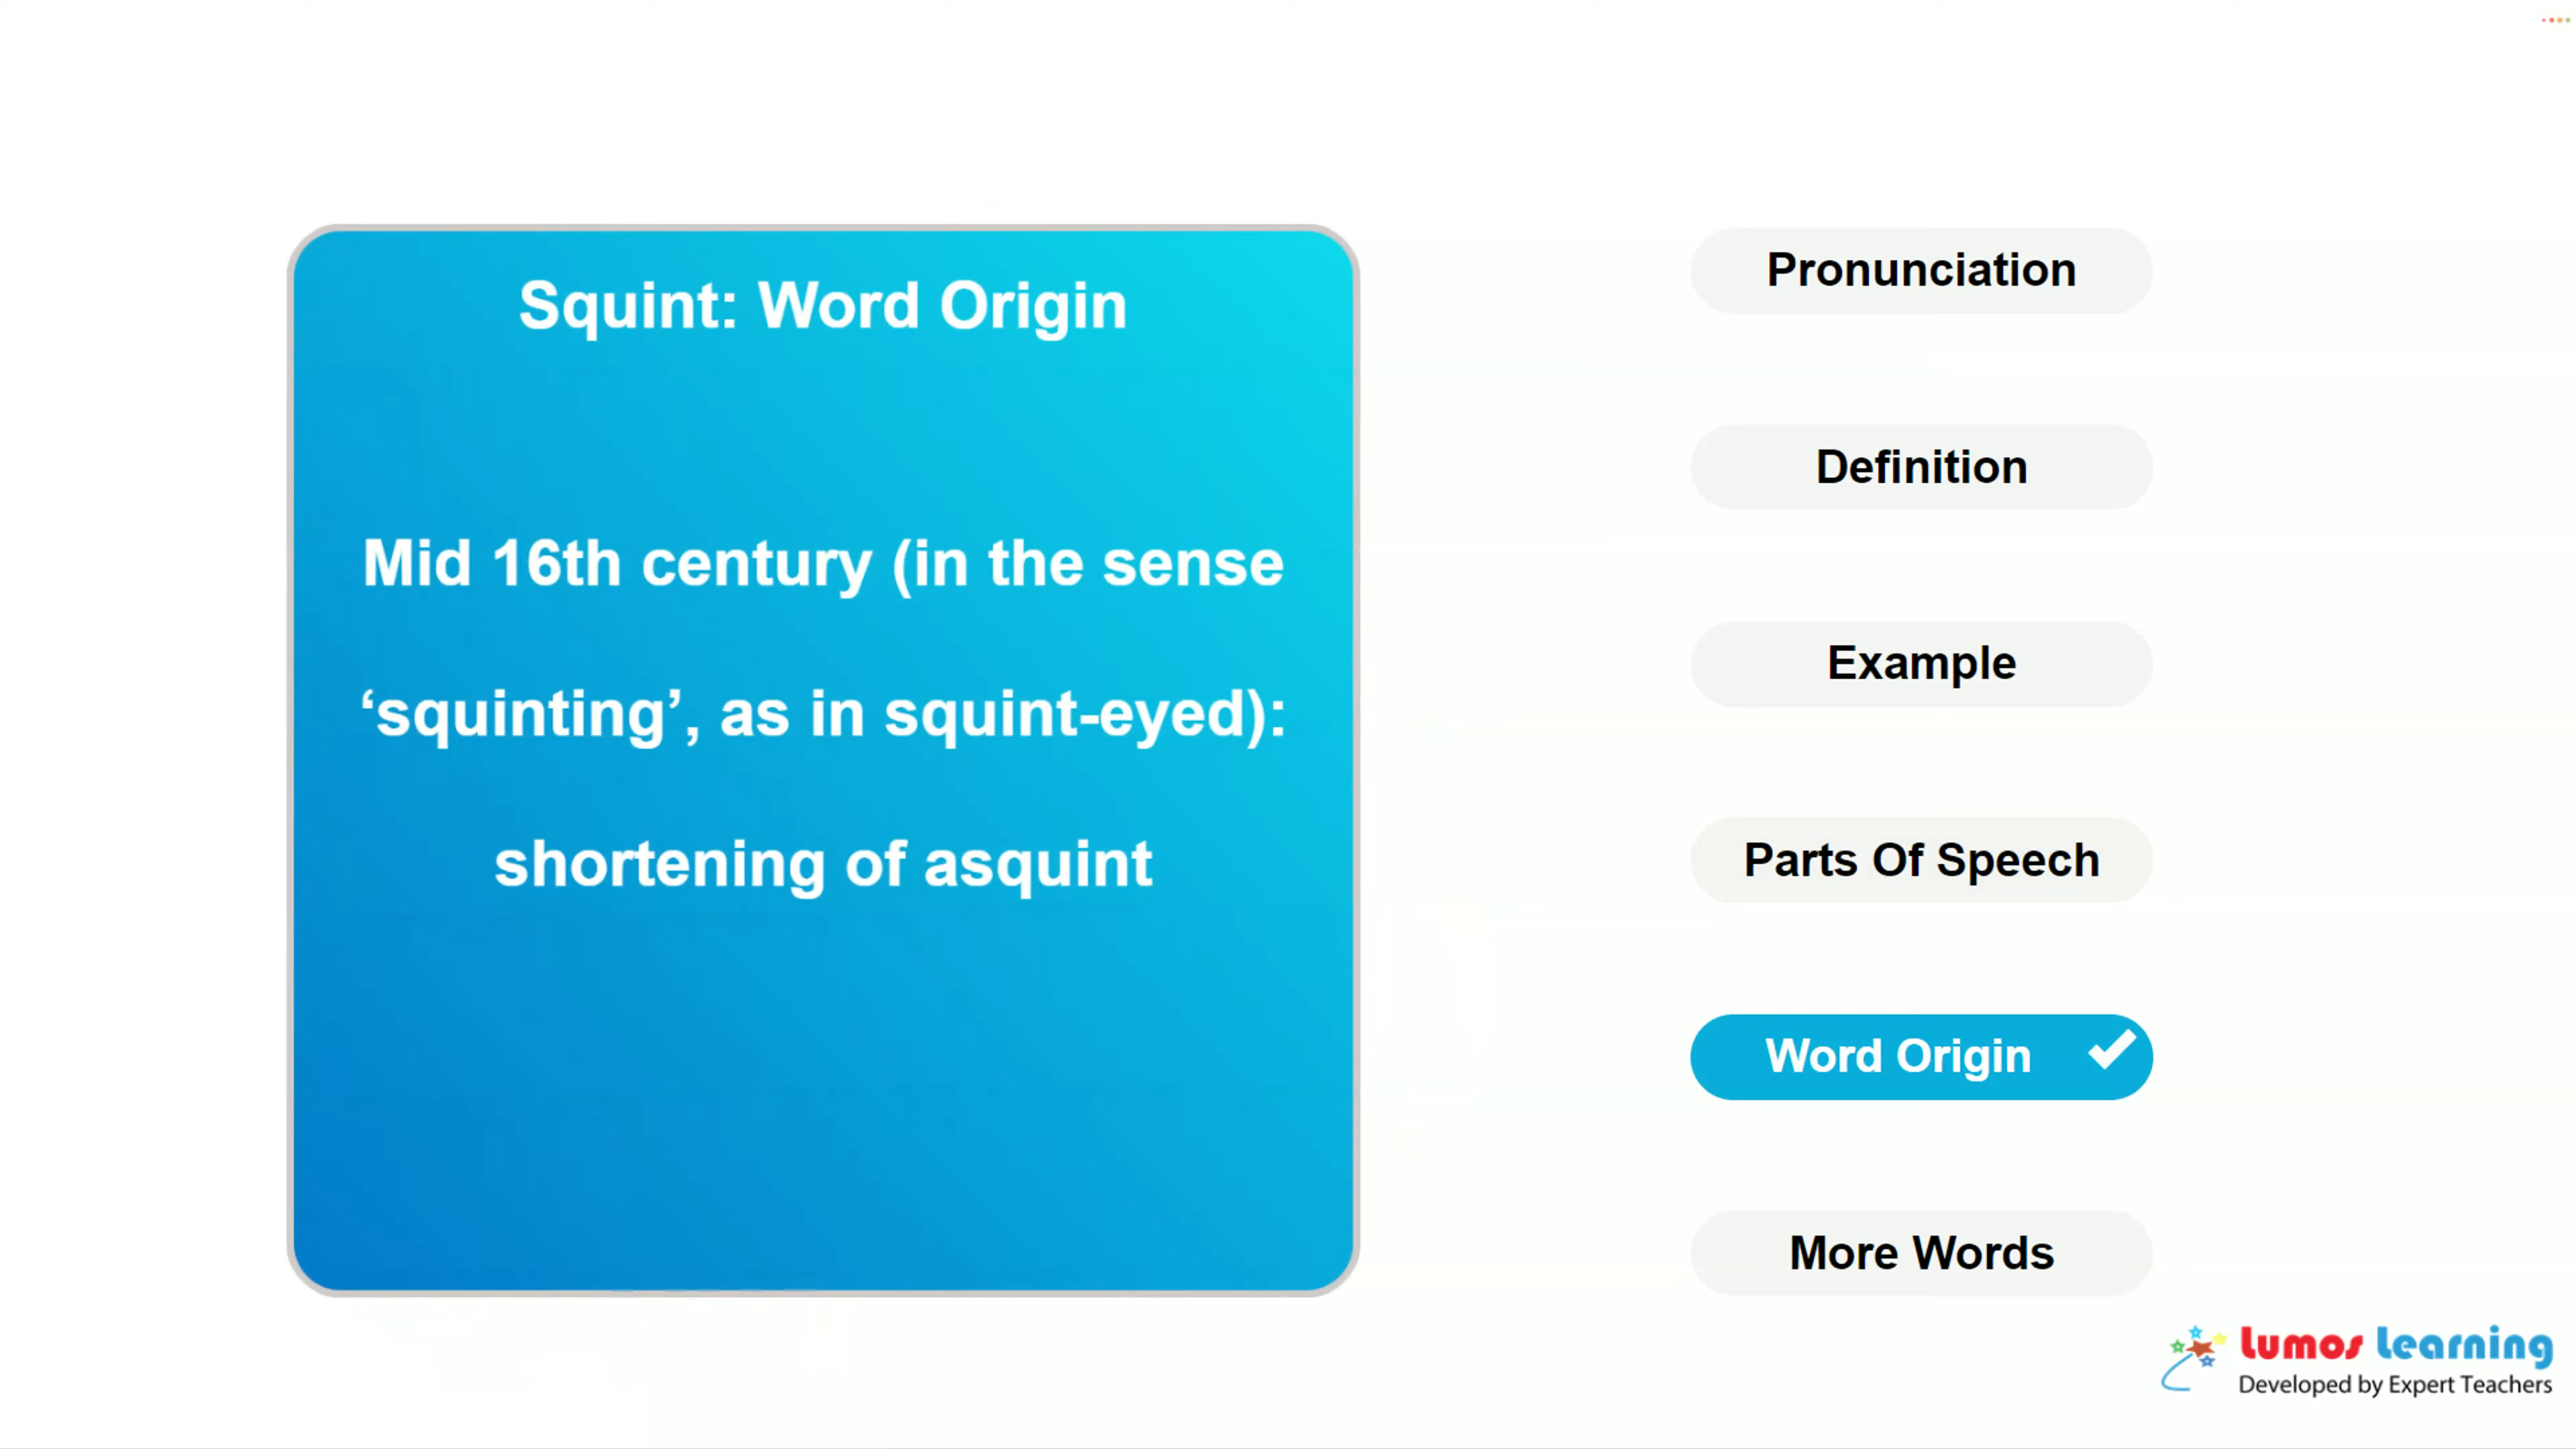 Squint: Word Origin
Mid 16th century (in the sense
‘squinting’, as in squint-eyed):
shortening of asquint
Pronunciation
Definition
Example
Parts Of Speech
Word Origin
More Words
Lumos Learning
Developed by Expert Teachers